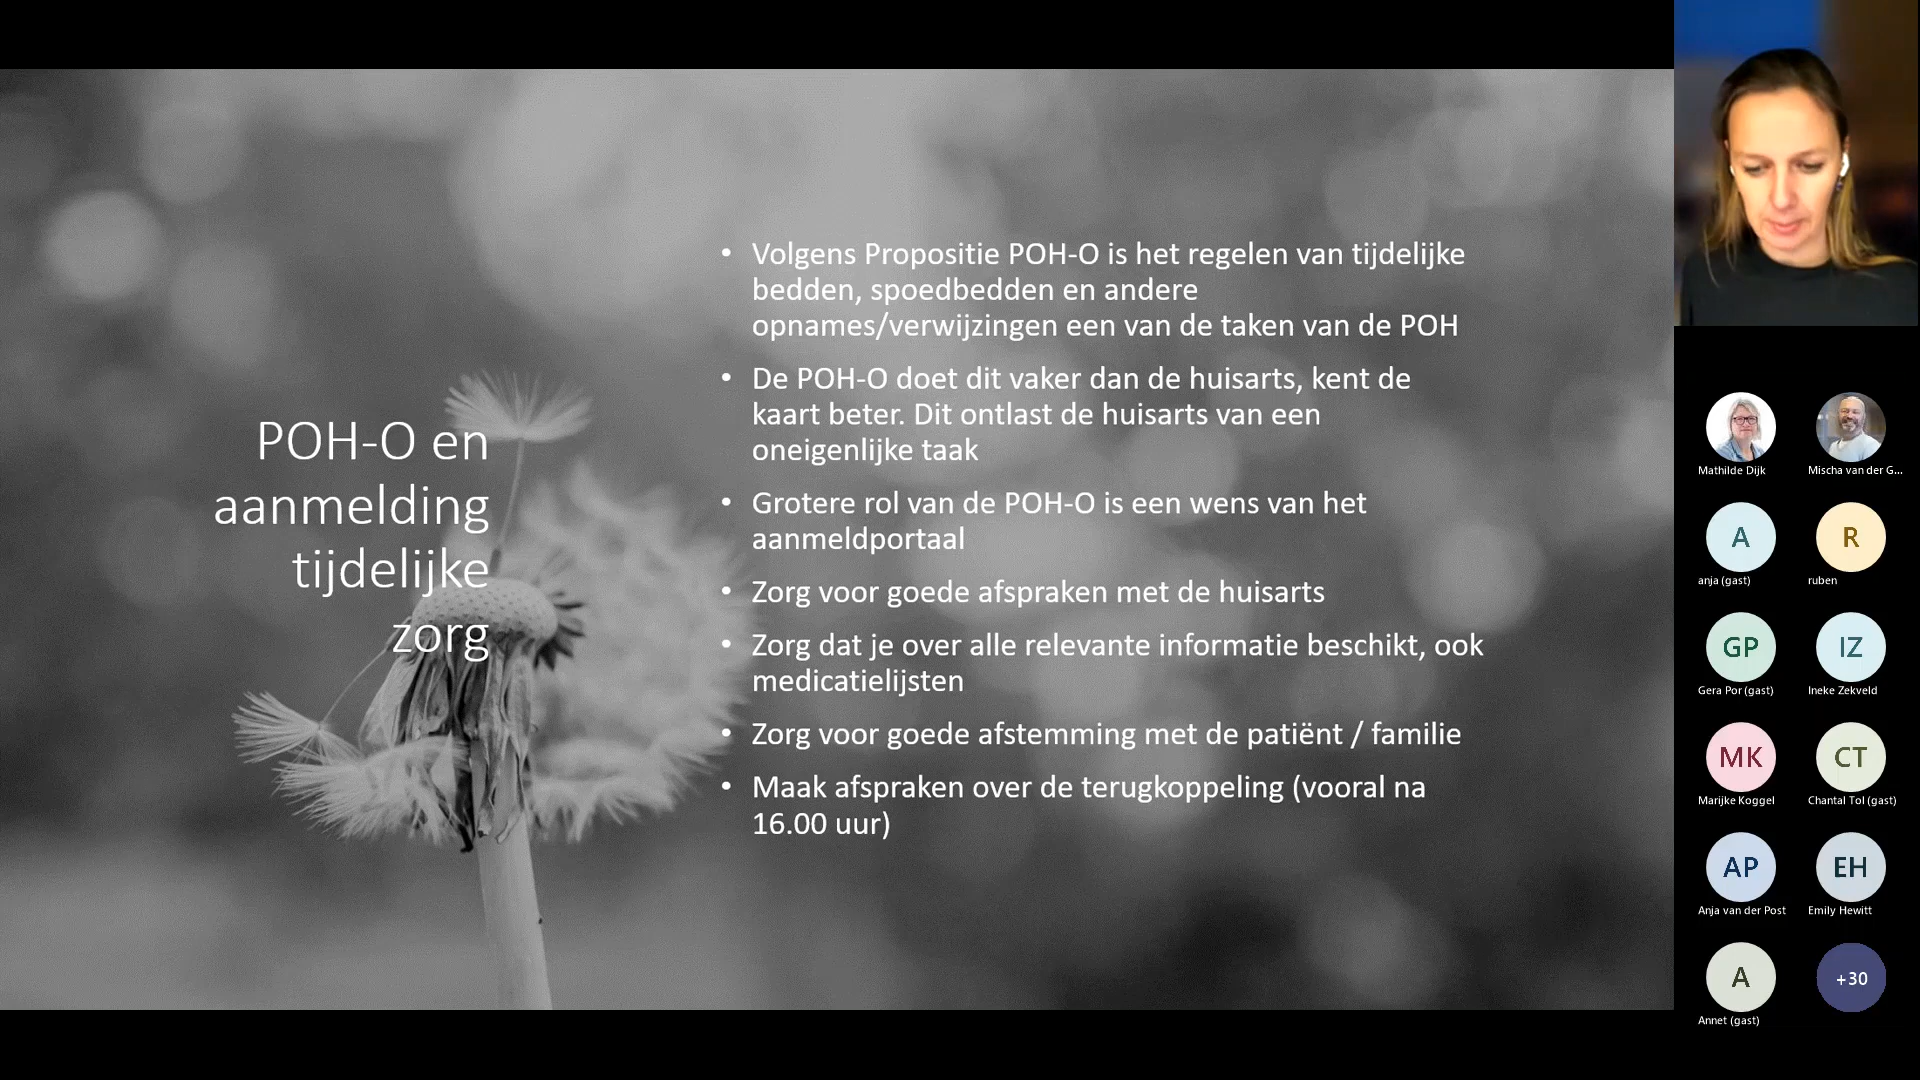 POH-O en
aanmelding
tijdelijke
zorg
• Volgens Propositie POH-O is het regelen van tijdelijke
bedden, spoedbedden en andere
opnames/verwijzingen een van de taken van de POH
• De POH-O doet dit vaker dan de huisarts, kent de
kaart beter. Dit ontlast de huisarts van een
oneigenlijke taak
• Grotere rol van de POH-O is een wens van het
aanmeldportaal
• Zorg voor goede afspraken met de huisarts
• Zorg dat je over alle relevante informatie beschikt, ook
medicatielijsten
• Zorg voor goede afstemming met de patiënt / familie
• Maak afspraken over de terugkoppeling (vooral na
16.00 uur)
Mathilde Dijk
Mischa van der G...
A
anja (gast)
R
ruben
GP
Gera Por (gast)
IZ
Ineke Zekveld
MK
Marijke Koggel
CT
Chantal Tol (gast)
AP
Anja van der Post
EH
Emily Hewitt
A
Annet (gast)
+30